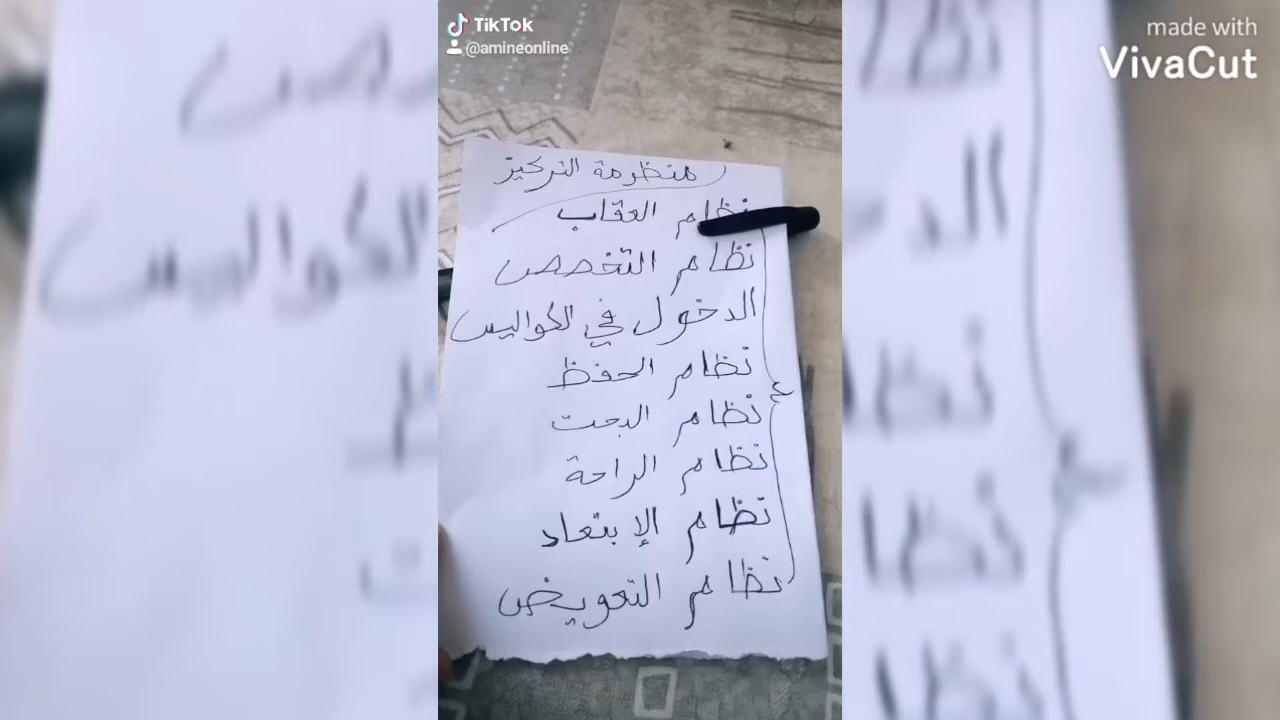 TikTok
@amineonline
made with
VivaCut
منظومة التركيز
نظام العقاب
نظام التخصص
الدخول في الكواليس
نظام الحفظ
نظام البحت
نظام الراحة
نظام الإبتعاد
نظام التعويض